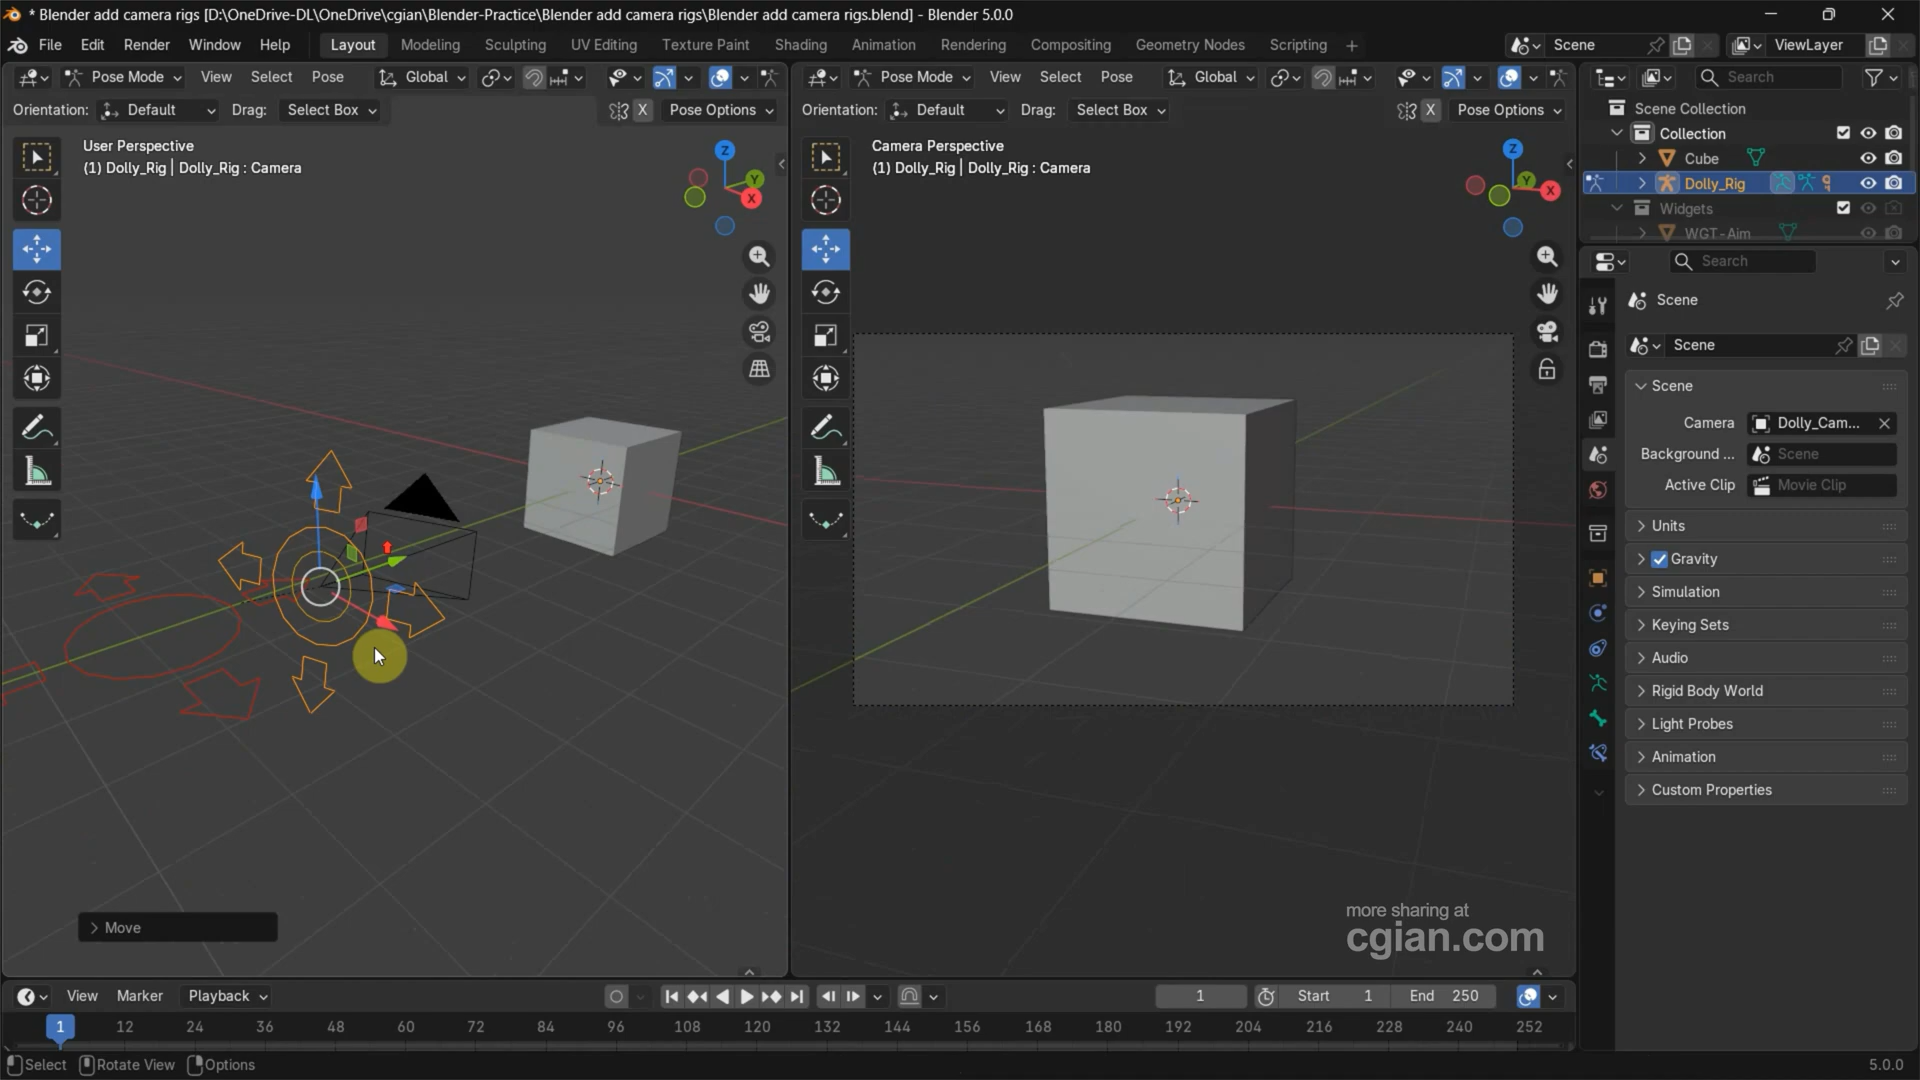 * Blender add camera rigs [D:\OneDrive-DL\OneDrive\cgian\Blender-Practice\Blender add camera rigs\Blender add camera rigs.blend] - Blender 5.0.0
File Edit Render Window Help Layout Modeling Sculpting UV Editing Texture Paint Shading Animation Rendering Compositing Geometry Nodes Scripting + Scene ViewLayer
Pose Mode View Select Pose Global Pose Mode View Select Pose Global Search
Orientation: Default Drag: Select Box X Pose Options Orientation: Default Drag: Select Box X Pose Options
User Perspective
(1) Dolly_Rig | Dolly_Rig : Camera
Z
Y
X
Camera Perspective
(1) Dolly_Rig | Dolly_Rig : Camera
Z
Y
X
Scene Collection
Collection
Cube
Dolly_Rig
Widgets
WGT-Aim
Search
Scene
Scene
Scene
Camera Dolly_Cam...
Background ... Scene
Active Clip Movie Clip
Units
Gravity
Simulation
Keying Sets
Audio
Rigid Body World
Light Probes
Animation
Custom Properties
Move
more sharing at
cgian.com
View Marker Playback 1 Start 1 End 250
1 12 24 36 48 60 72 84 96 108 120 132 144 156 168 180 192 204 216 228 240 252
Select Rotate View Options 5.0.0